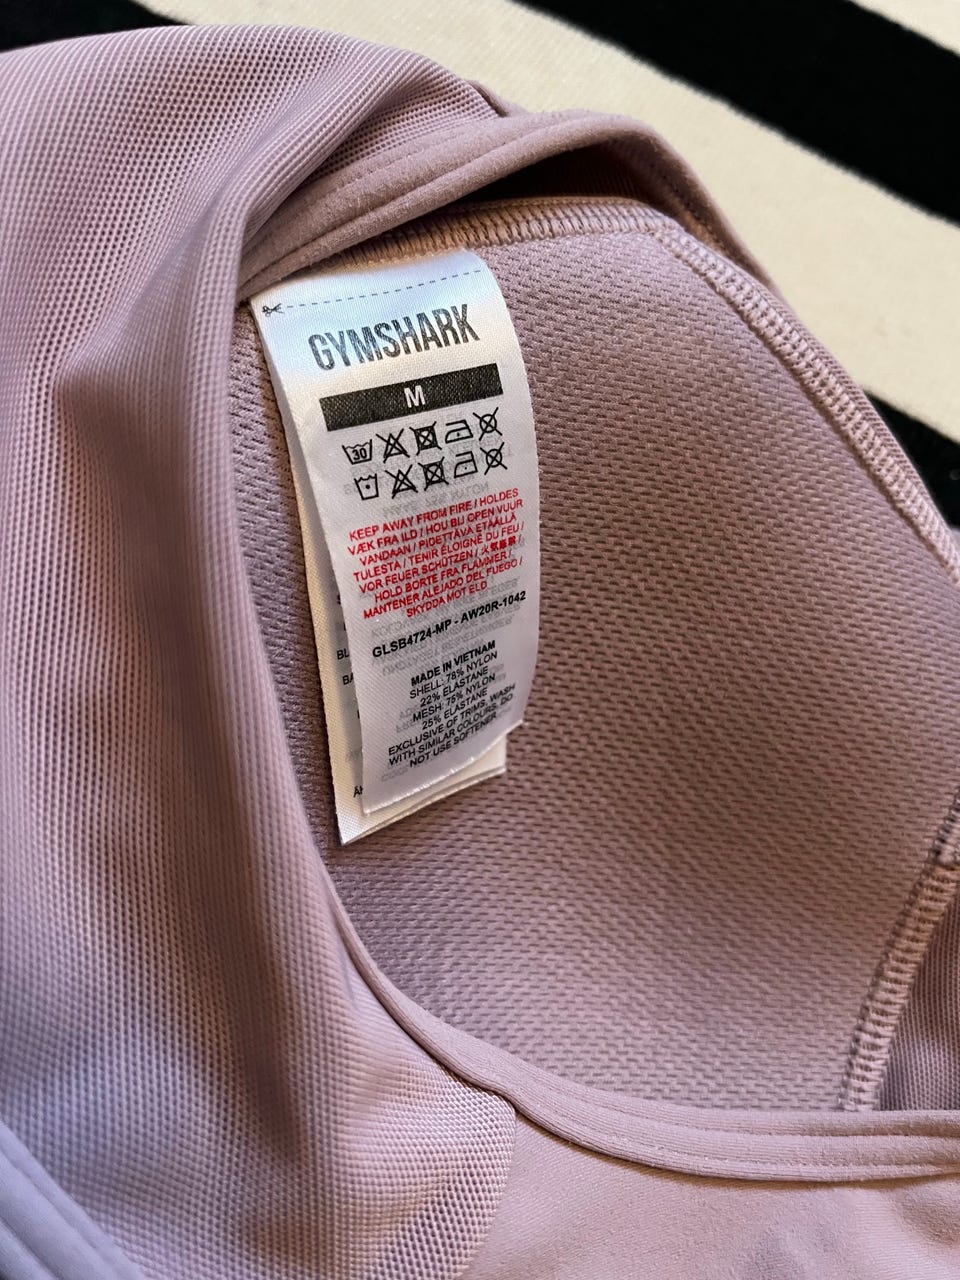 GYMSHARK
M
30
KEEP AWAY FROM FIRE / HOLDES
VÆK FRA ILD / HOU BIJ OPEN VUUR
VANDAAN / PIDETTÄVÄ ETÄÄLLÄ
TULESTA / TENIR ÉLOIGNÉ DU FEU /
VOR FEUER SCHÜTZEN / 火気厳禁 /
HOLD BORTE FRA FLAMMER /
MANTENER ALEJADO DEL FUEGO /
SKYDDA MOT ELD
GLSB4724-MP - AW20R-1042
MADE IN VIETNAM
SHELL: 78% NYLON
22% ELASTANE
MESH: 75% NYLON
25% ELASTANE
EXCLUSIVE OF TRIMS. WASH
WITH SIMILAR COLOURS. DO
NOT USE SOFTENER